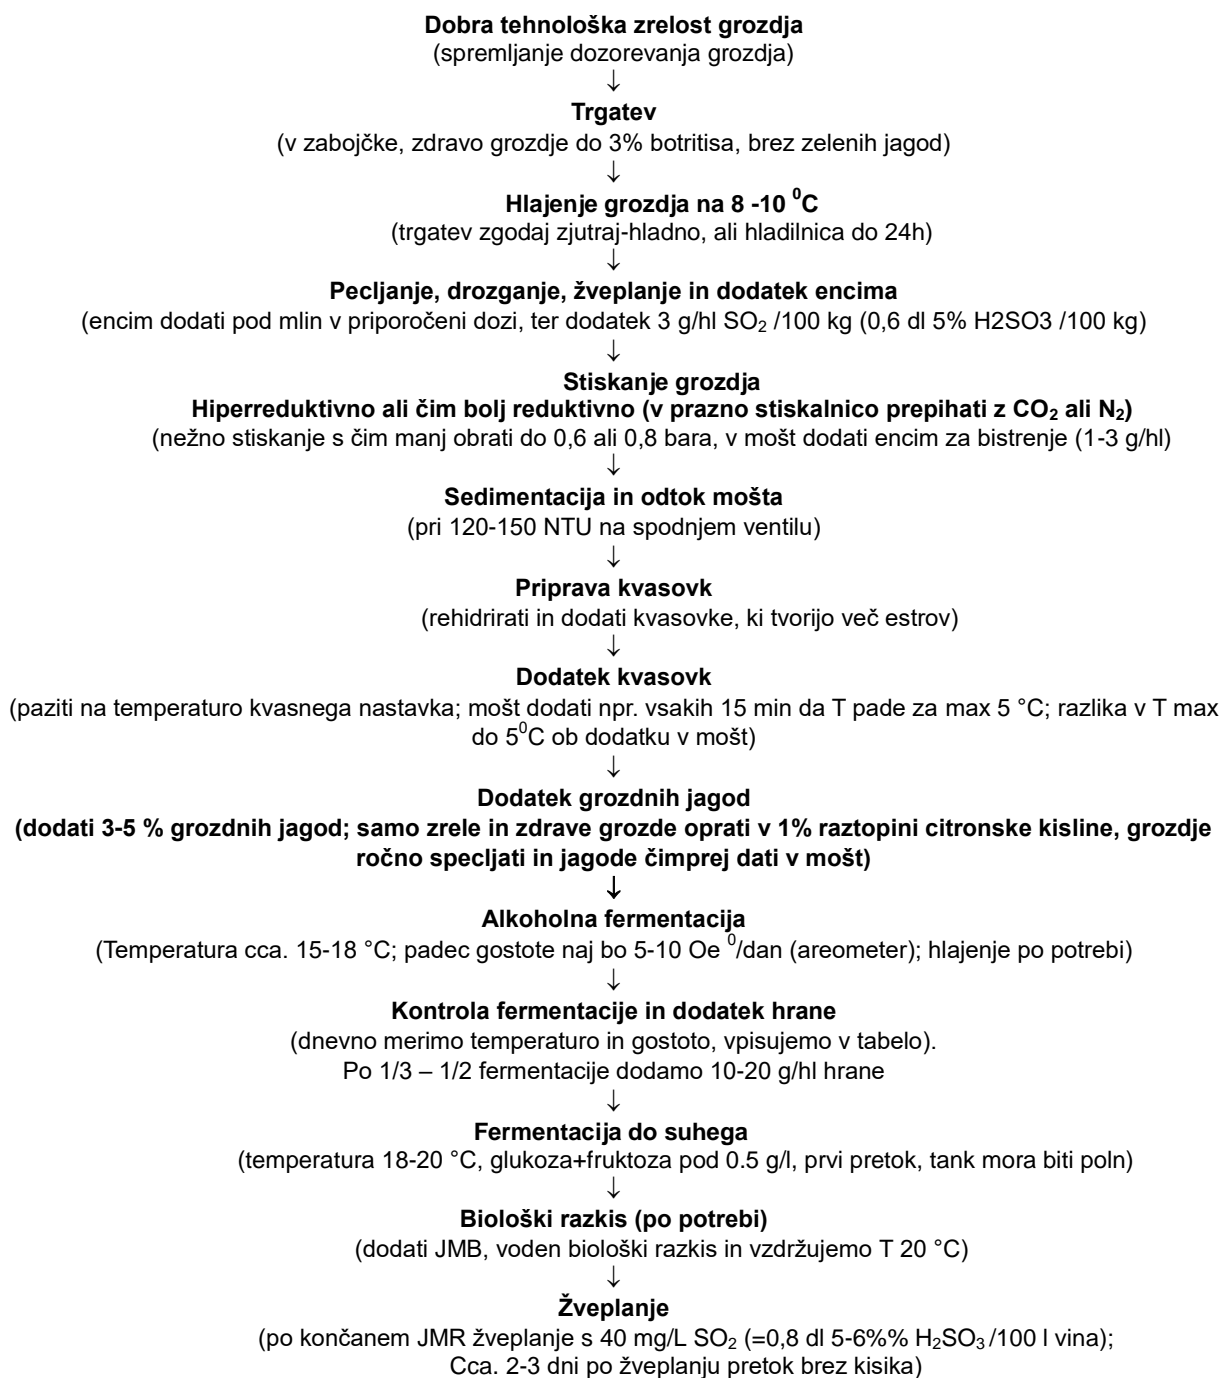 Dobra tehnološka zrelost grozdja
(spremljanje dozorevanja grozdja)
↓
Trgatev
(v zabojčke, zdravo grozdje do 3% botritisa, brez zelenih jagod)
↓
Hlajenje grozdja na 8 -10 ⁰C
(trgatev zgodaj zjutraj-hladno, ali hladilnica do 24h)
↓
Pecljanje, drozganje, žveplanje in dodatek encima
(encim dodati pod mlin v priporočeni dozi, ter dodatek 3 g/hl SO₂ /100 kg (0,6 dl 5% H2SO3 /100 kg)
↓
Stiskanje grozdja
Hiperreduktivno ali čim bolj reduktivno (v prazno stiskalnico prepihati z CO₂ ali N₂)
(nežno stiskanje s čim manj obrati do 0,6 ali 0,8 bara, v mošt dodati encim za bistrenje (1-3 g/hl)
↓
Sedimentacija in odtok mošta
(pri 120-150 NTU na spodnjem ventilu)
↓
Priprava kvasovk
(rehidrirati in dodati kvasovke, ki tvorijo več estrov)
↓
Dodatek kvasovk
(paziti na temperaturo kvasnega nastavka; mošt dodati npr. vsakih 15 min da T pade za max 5 °C; razlika v T max
do 5⁰C ob dodatku v mošt)
↓
Dodatek grozdnih jagod
(dodati 3-5 % grozdnih jagod; samo zrele in zdrave grozde oprati v 1% raztopini citronske kisline, grozdje
ročno specljati in jagode čimprej dati v mošt)
↓
Alkoholna fermentacija
(Temperatura cca. 15-18 °C; padec gostote naj bo 5-10 Oe ⁰/dan (areometer); hlajenje po potrebi)
↓
Kontrola fermentacije in dodatek hrane
(dnevno merimo temperaturo in gostoto, vpisujemo v tabelo).
Po 1/3 – 1/2 fermentacije dodamo 10-20 g/hl hrane
↓
Fermentacija do suhega
(temperatura 18-20 °C, glukoza+fruktoza pod 0.5 g/l, prvi pretok, tank mora biti poln)
↓
Biološki razkis (po potrebi)
(dodati JMB, voden biološki razkis in vzdržujemo T 20 °C)
↓
Žveplanje
(po končanem JMR žveplanje s 40 mg/L SO₂ (=0,8 dl 5-6%% H₂SO₃ /100 l vina);
Cca. 2-3 dni po žveplanju pretok brez kisika)